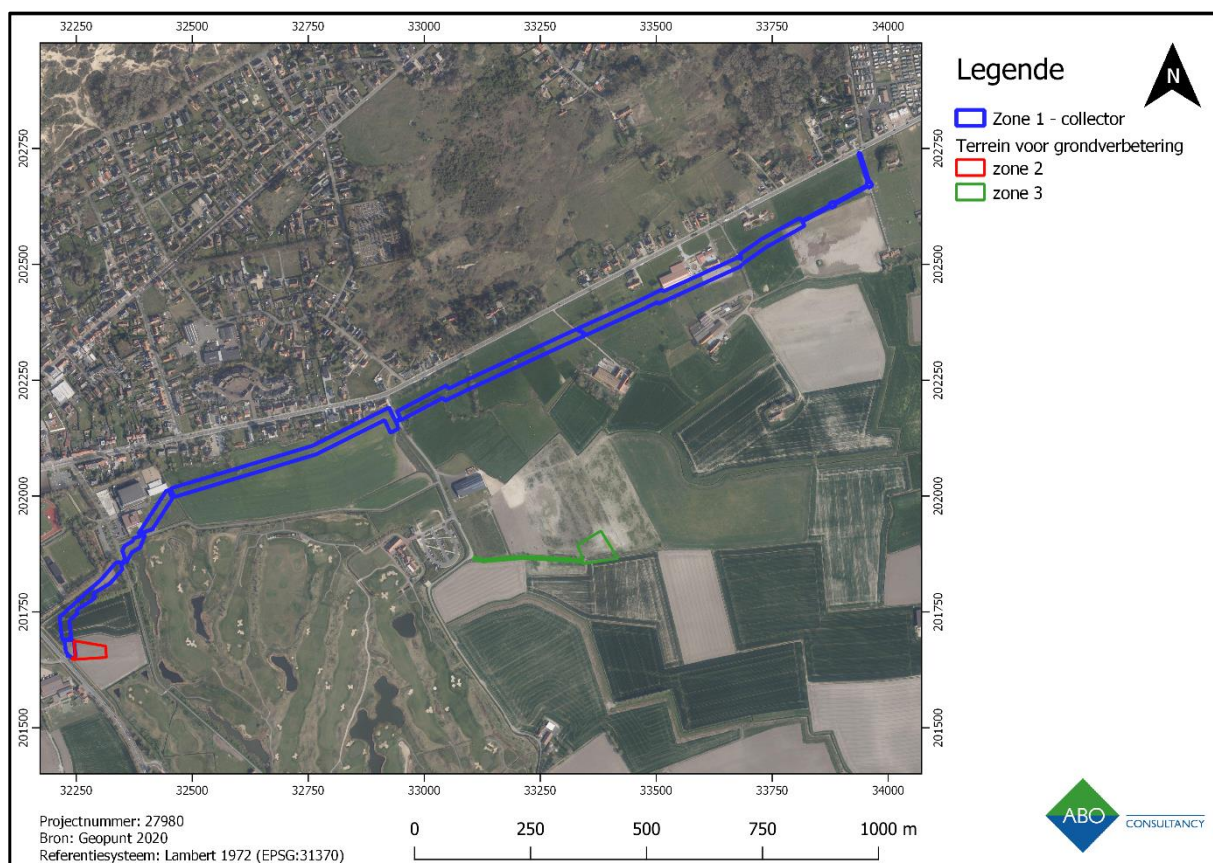 32250 32500 32750 33000 33250 33500 33750 34000
Legende
N
Zone 1 - collector
Terrein voor grondverbetering
zone 2
zone 3
202750 202750
202500 202500
202250 202250
202000 202000
201750 201750
201500 201500
32250 32500 32750 33000 33250 33500 33750 34000
Projectnummer: 27980
Bron: Geopunt 2020
Referentiesysteem: Lambert 1972 (EPSG:31370)
0 250 500 750 1000 m
ABO
CONSULTANCY